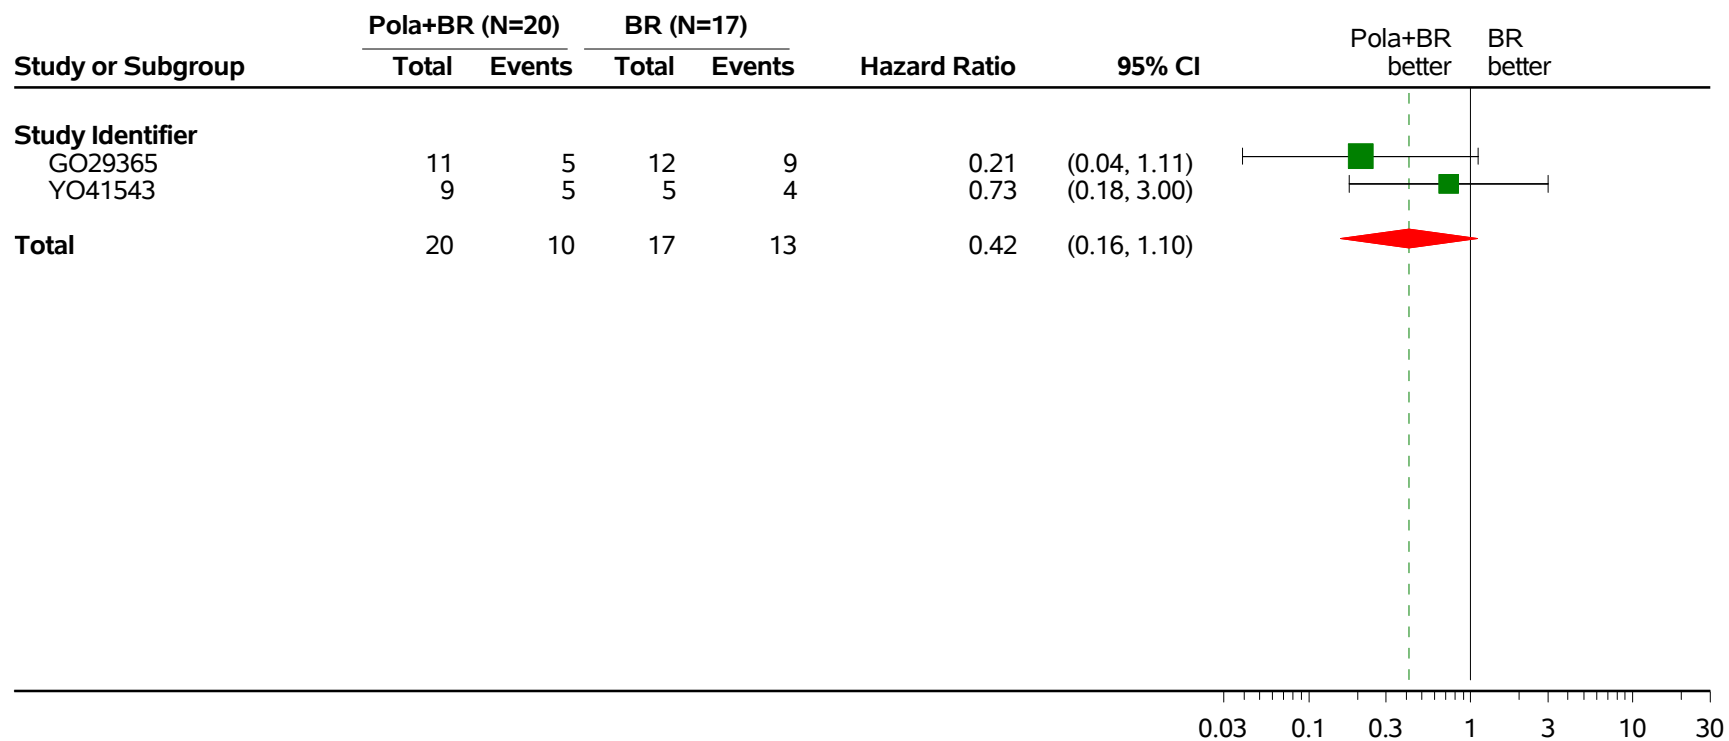 Pola+BR (N=20) BR (N=17) Pola+BR BR
Study or Subgroup Total Events Total Events Hazard Ratio 95% CI better better
Study Identifier
GO29365 11 5 12 9 0.21 (0.04, 1.11)
YO41543 9 5 5 4 0.73 (0.18, 3.00)
Total 20 10 17 13 0.42 (0.16, 1.10)
0.03 0.1 0.3 1 3 10 30